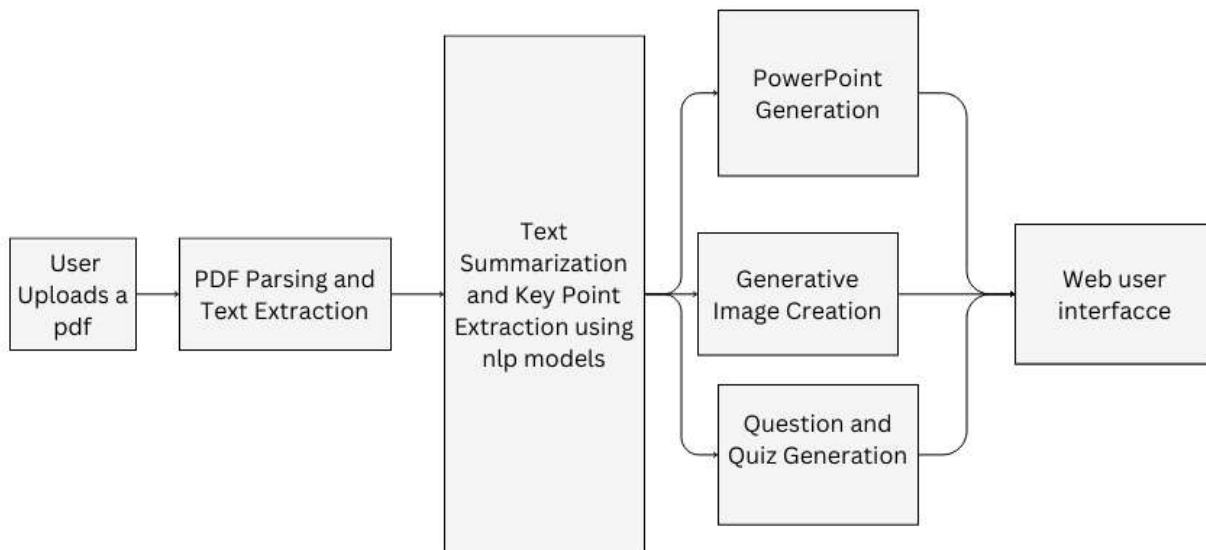 User
Uploads a
pdf
PDF Parsing and
Text Extraction
Text
Summarization
and Key Point
Extraction using
nlp models
PowerPoint
Generation
Generative
Image Creation
Question and
Quiz Generation
Web user
interfacce